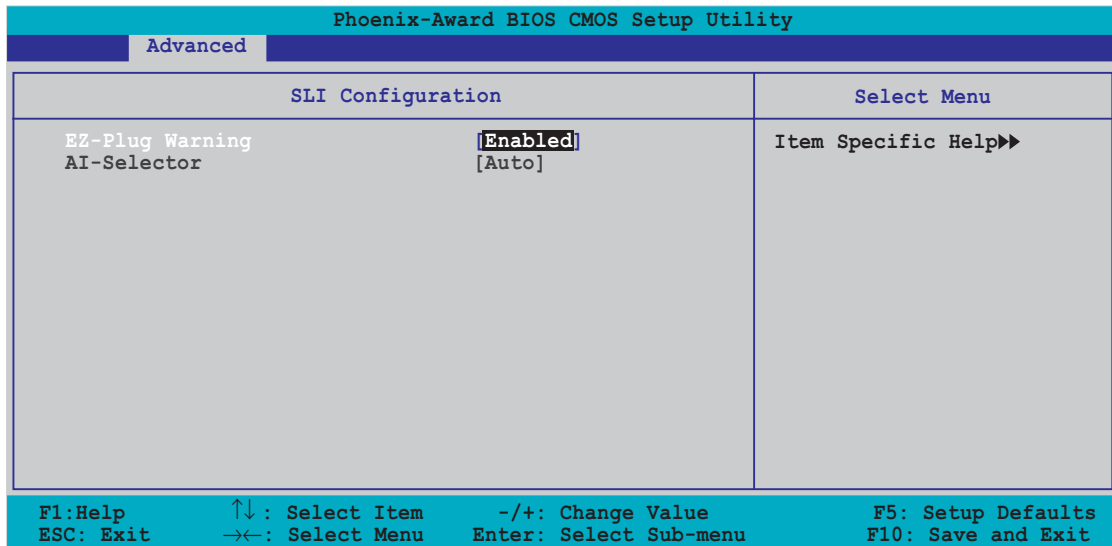 Phoenix-Award BIOS CMOS Setup Utility
Advanced
SLI Configuration
Select Menu
EZ-Plug Warning [Enabled]
AI-Selector [Auto]
Item Specific Help▶▶
F1:Help ↑↓: Select Item -/+: Change Value F5: Setup Defaults
ESC: Exit →←: Select Menu Enter: Select Sub-menu F10: Save and Exit